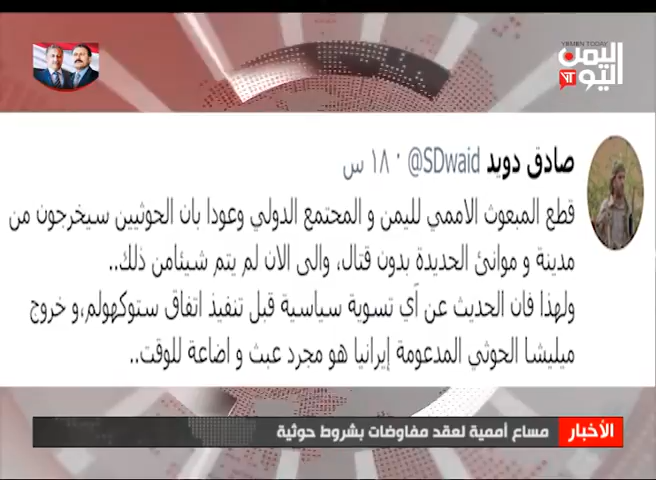 YEMEN TODAY
اليمن
اليوم
صادق دويد @SDwaid · ١٨ س
قطع المبعوث الاممي لليمن و المجتمع الدولي وعودا بان الحوثيين سيخرجون من
مدينة و موانئ الحديدة بدون قتال، والى الان لم يتم شيئامن ذلك..
ولهذا فان الحديث عن آي تسوية سياسية قبل تنفيذ اتفاق ستوكهولم،و خروج
ميليشا الحوثي المدعومة إيرانيا هو مجرد عبث و اضاعة للوقت..
الأخبار مساع أممية لعقد مفاوضات بشروط حوثية